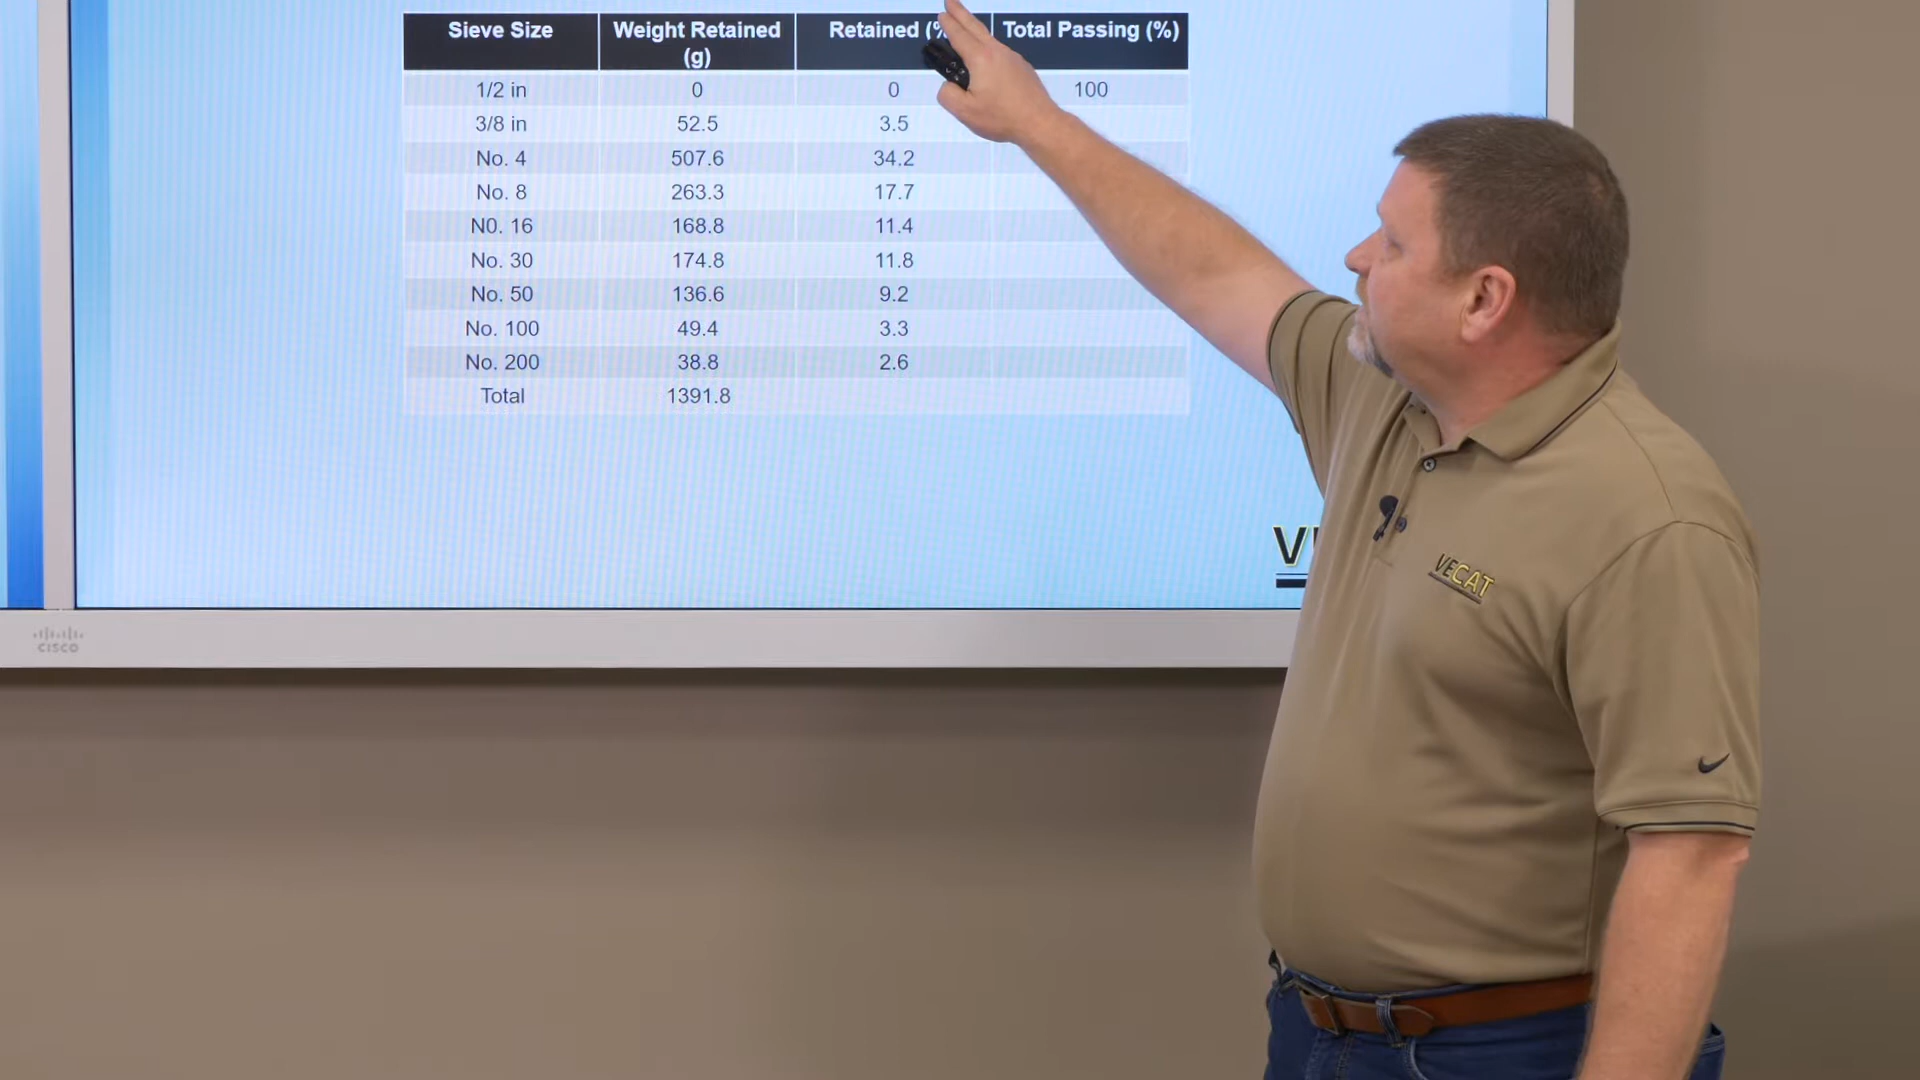 Sieve Size Weight Retained (g) Retained (% Total Passing (%)
1/2 in 0 0 100
3/8 in 52.5 3.5
No. 4 507.6 34.2
No. 8 263.3 17.7
N0. 16 168.8 11.4
No. 30 174.8 11.8
No. 50 136.6 9.2
No. 100 49.4 3.3
No. 200 38.8 2.6
Total 1391.8
V
VECAT
CISCO